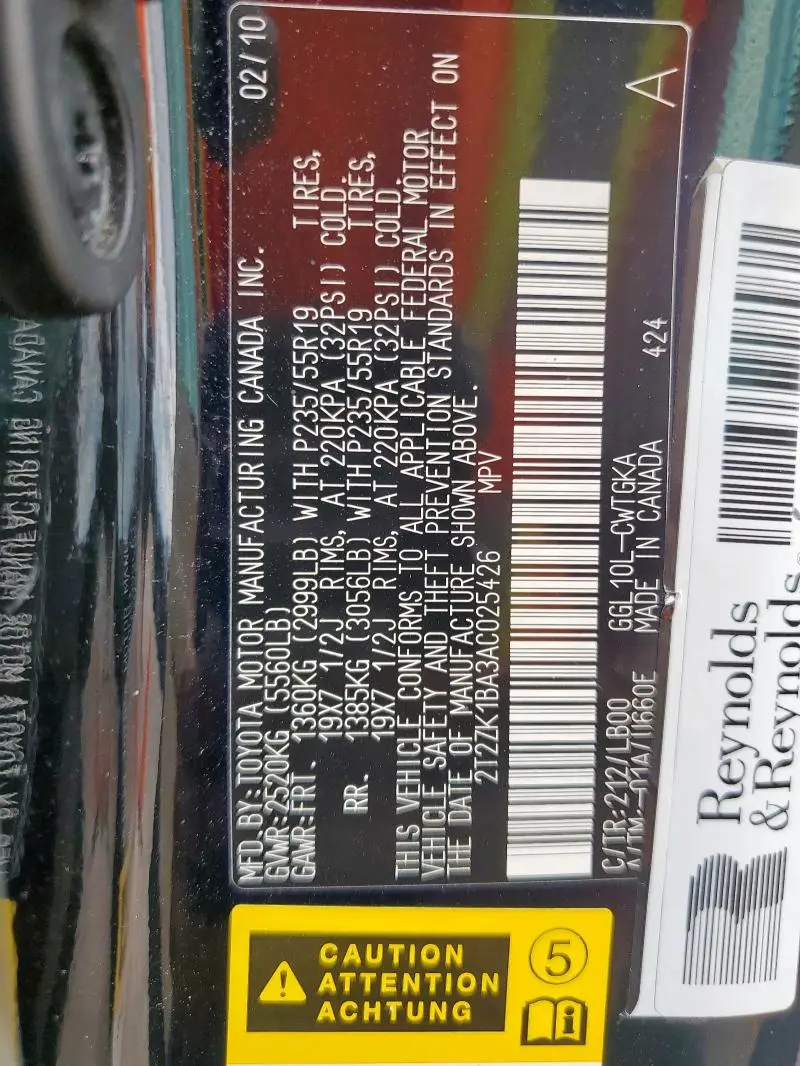 MFD. BY: TOYOTA MOTOR MANUFACTURING CANADA INC. 02/10
GVWR: 2520KG (5560LB)
GAWR: FRT. 1360KG (2999LB) WITH P235/55R19 TIRES,
19X7 1/2J RIMS, AT 220KPA (32PSI) COLD.
RR. 1385KG (3056LB) WITH P235/55R19 TIRES,
19X7 1/2J RIMS, AT 220KPA (32PSI) COLD.
THIS VEHICLE CONFORMS TO ALL APPLICABLE FEDERAL MOTOR
VEHICLE SAFETY AND THEFT PREVENTION STANDARDS IN EFFECT ON
THE DATE OF MANUFACTURE SHOWN ABOVE.
2T2ZK1BA3AC025426 MPV
C/TR:212/LB00 GGL10L-CWTGKA 424 A
A/TM:-01A/U660E MADE IN CANADA
CAUTION
ATTENTION
ACHTUNG
5
Reynolds
&Reynolds